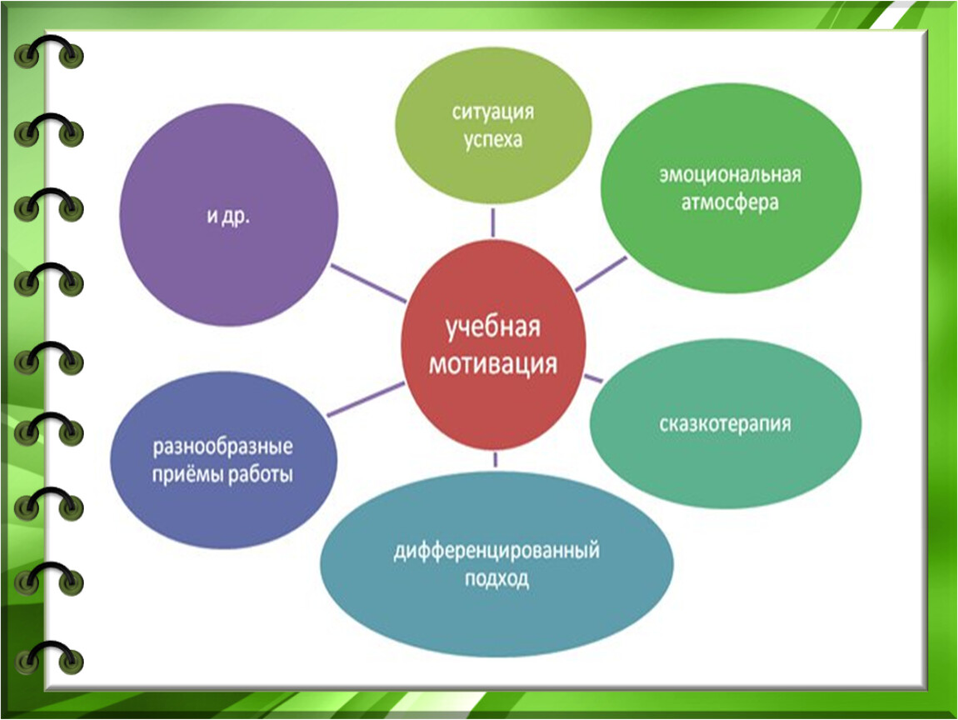 ситуация
успеха
эмоциональная
атмосфера
и др.
учебная
мотивация
сказкотерапия
разнообразные
приёмы работы
дифференцированный
подход